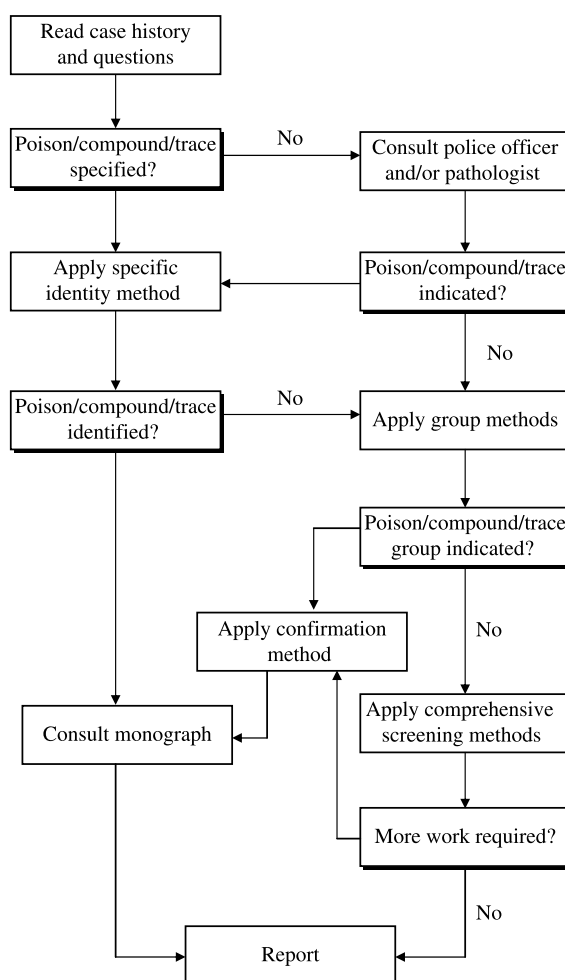 Read case history
and questions
Poison/compound/trace
specified?
No
Consult police officer
and/or pathologist
Apply specific
identity method
Poison/compound/trace
indicated?
No
Poison/compound/trace
identified?
No
Apply group methods
Poison/compound/trace
group indicated?
No
Apply confirmation
method
Apply comprehensive
screening methods
Consult monograph
More work required?
No
Report